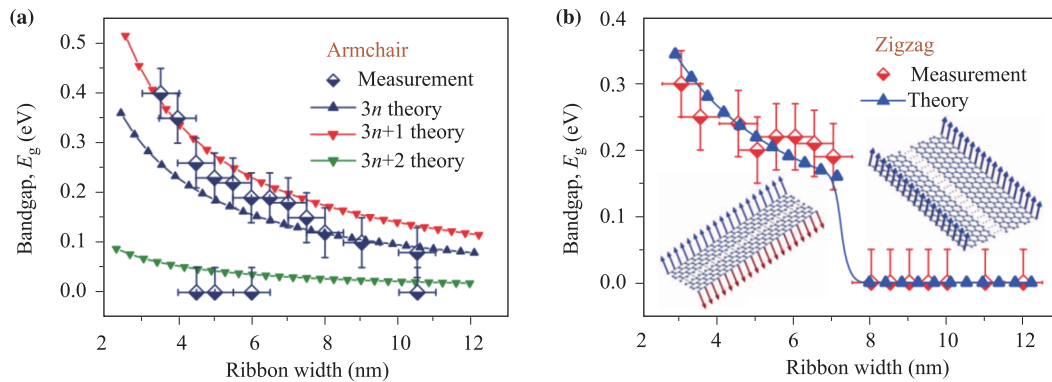 (a)
Bandgap, Eg (eV)
0.5
0.4
0.3
0.2
0.1
0.0
Armchair
Measurement
3n theory
3n+1 theory
3n+2 theory
2 4 6 8 10 12
Ribbon width (nm)
(b)
Bandgap, Eg (eV)
0.4
0.3
0.2
0.1
0.0
Zigzag
Measurement
Theory
2 4 6 8 10 12
Ribbon width (nm)